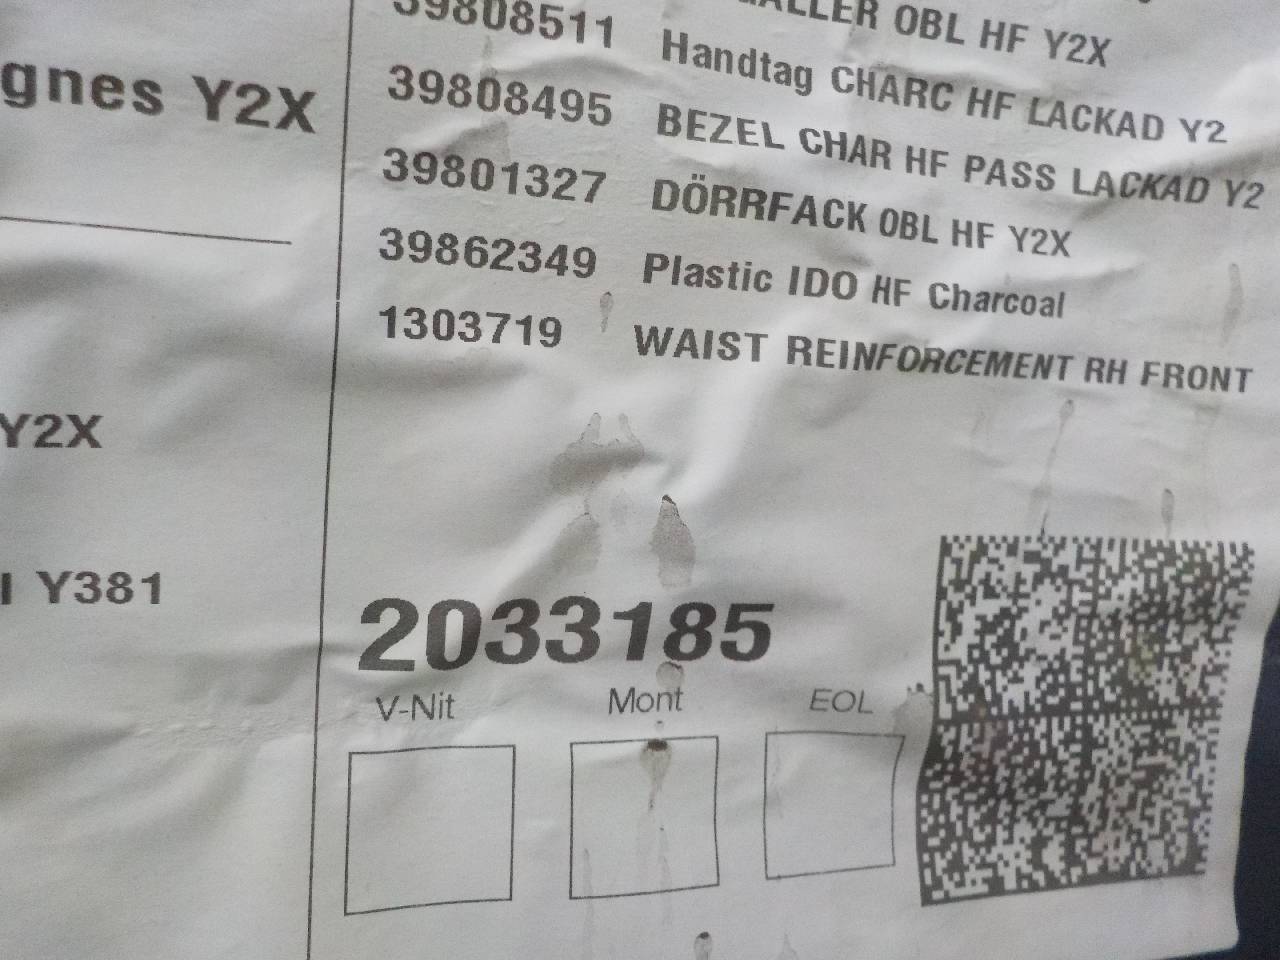 OBL HF Y2X
39808511 Handtag CHARC HF LACKAD Y2
gnes Y2X
39808495 BEZEL CHAR HF PASS LACKAD Y2
39801327 DÖRRFACK OBL HF Y2X
39862349 Plastic IDO HF Charcoal
1303719 WAIST REINFORCEMENT RH FRONT
Y2X
I Y381
2033185
V-Nit Mont EOL